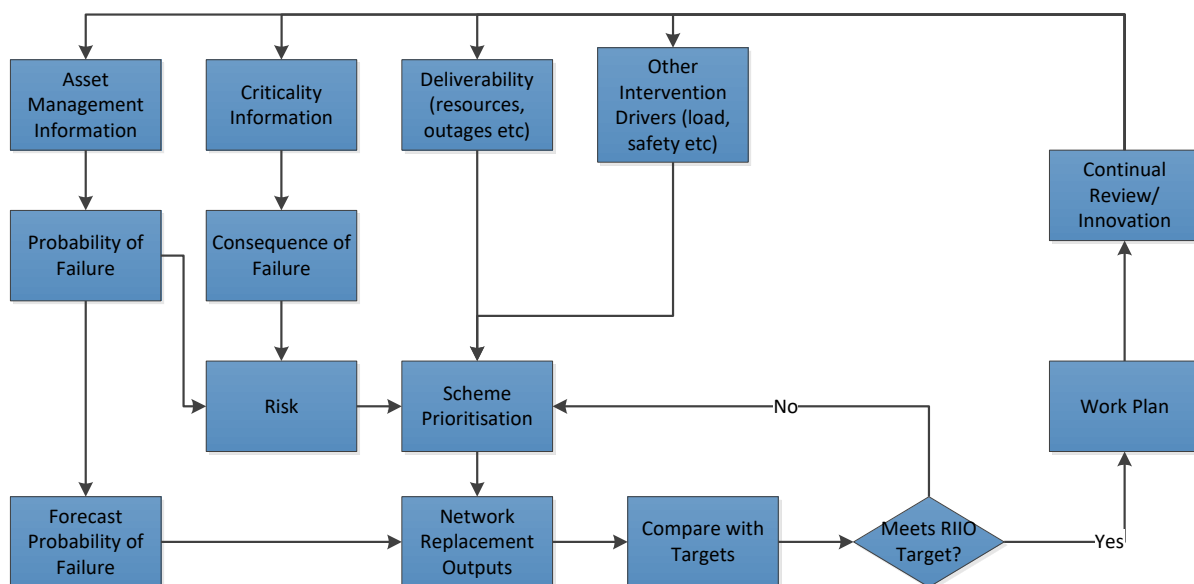 Asset
Management
Information
Criticality
Information
Deliverability
(resources,
outages etc)
Other
Intervention
Drivers (load,
safety etc)
Continual
Review/
Innovation
Probability of
Failure
Consequence of
Failure
Risk
Scheme
Prioritisation
No
Work Plan
Forecast
Probability of
Failure
Network
Replacement
Outputs
Compare with
Targets
Meets RIIO
Target?
Yes